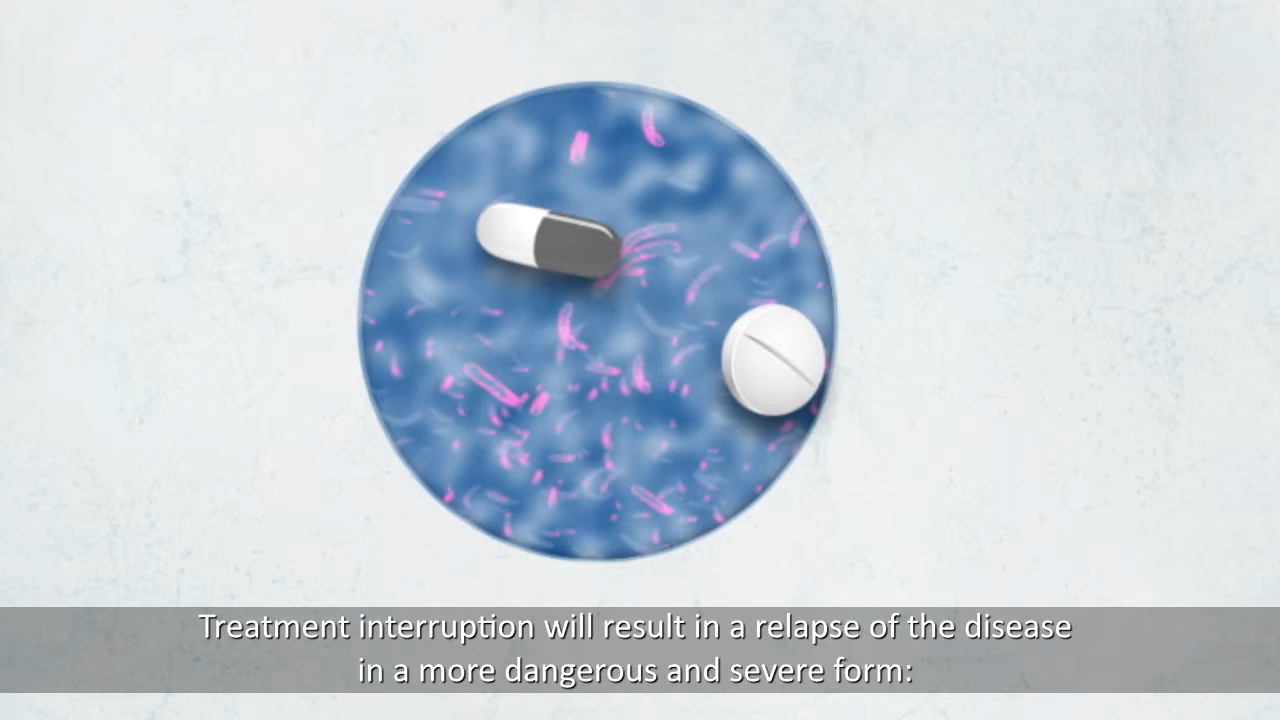 Treatment interruption will result in a relapse of the disease
in a more dangerous and severe form: